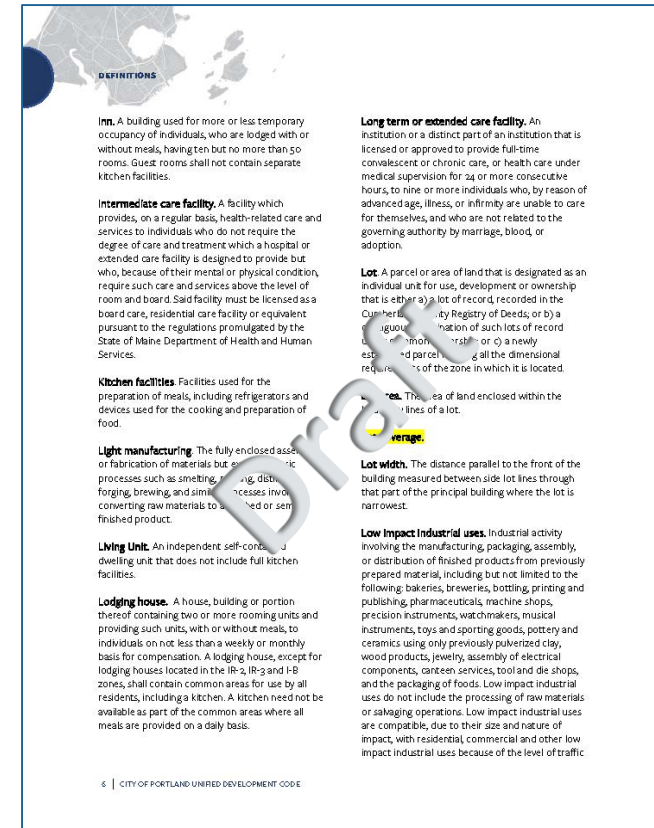 DEFINITIONS
Inn. A building used for more or less temporary
occupancy of individuals, who are lodged with or
without meals, having ten but no more than 50
rooms. Guest rooms shall not contain separate
kitchen facilities.
Intermediate care facility. A facility which
provides, on a regular basis, health-related care and
services to individuals who do not require the
degree of care and treatment which a hospital or
extended care facility is designed to provide but
who, because of their mental or physical condition,
require such care and services above the level of
room and board. Said facility must be licensed as a
board care, residential care facility or equivalent
pursuant to the regulations promulgated by the
State of Maine Department of Health and Human
Services.
Kitchen facilities. Facilities used for the
preparation of meals, including refrigerators and
devices used for the cooking and preparation of
food.
Light manufacturing. The fully enclosed
or fabrication of materials but
processes such as smelting,
forging, brewing, and
converting raw materials to
finished product.
Living Unit. An independent
dwelling unit that does not include full kitchen
facilities.
Lodging house. A house, building or portion
thereof containing two or more rooming units and
providing such units, with or without meals, to
individuals on not less than a weekly or monthly
basis for compensation. A lodging house, except for
lodging houses located in the IR-2, IR-3 and I-B
zones, shall contain common areas for use by all
residents, including a kitchen. A kitchen need not be
available as part of the common areas where all
meals are provided on a daily basis.
Long term or extended care facility. An
institution or a distinct part of an institution that is
licensed or approved to provide full-time
convalescent or chronic care, or health care under
medical supervision for 24 or more consecutive
hours, to nine or more individuals who, by reason of
advanced age, illness, or infirmity are unable to care
for themselves, and who are not related to the
governing authority by marriage, blood, or
adoption.
Lot. A parcel or area of land that is designated as an
individual unit for use, development or ownership
that is either a) a lot of record, recorded in the
Registry of Deeds; or b) a
of such lots of record
or c) a newly
parcel all the dimensional
of the zone in which it is located.
The area of land enclosed within the
lines of a lot.
Lot width. The distance parallel to the front of the
building measured between side lot lines through
that part of the principal building where the lot is
narrowest.
Low impact industrial uses. Industrial activity
involving the manufacturing, packaging, assembly,
or distribution of finished products from previously
prepared material, including but not limited to the
following: bakeries, breweries, bottling, printing and
publishing, pharmaceuticals, machine shops,
precision instruments, watchmakers, musical
instruments, toys and sporting goods, pottery and
ceramics using only previously pulverized clay,
wood products, jewelry, assembly of electrical
components, canteen services, tool and die shops,
and the packaging of foods. Low impact industrial
uses do not include the processing of raw materials
or salvaging operations. Low impact industrial uses
are compatible, due to their size and nature of
impact, with residential, commercial and other low
impact industrial uses because of the level of traffic
Draft
6 | CITY OF PORTLAND UNIFIED DEVELOPMENT CODE